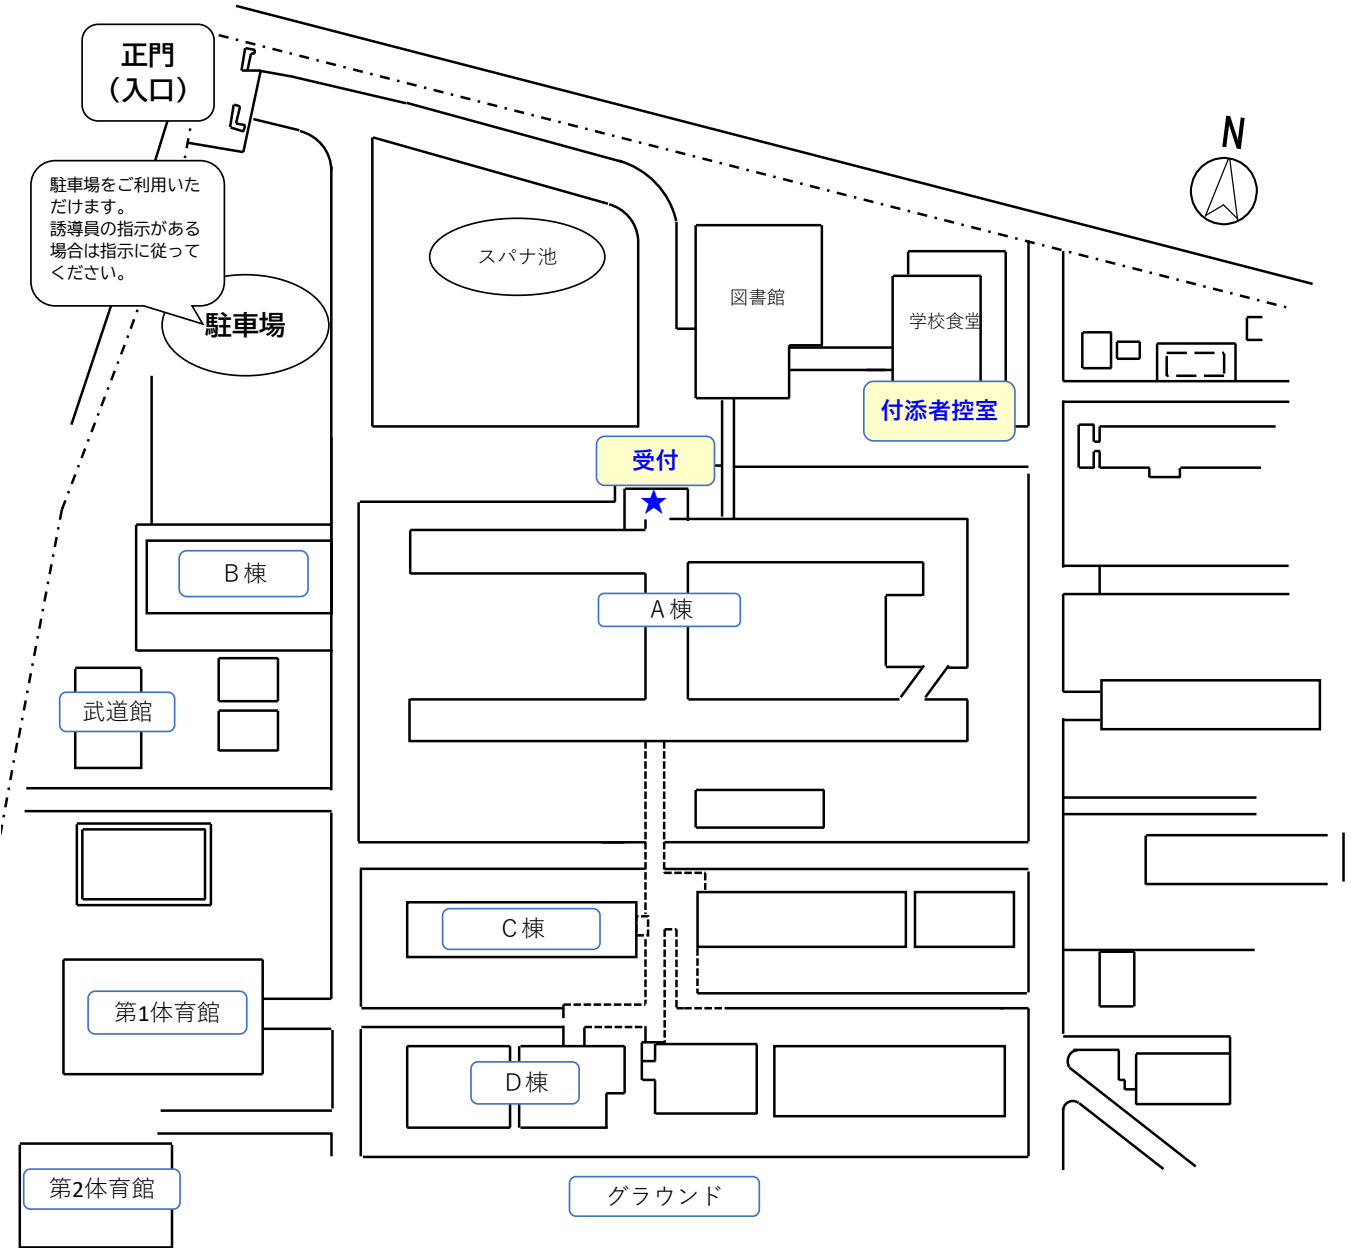 正門
（入口）
N
駐車場をご利用いた
だけます。
誘導員の指示がある
場合は指示に従って
ください。
スパナ池
図書館
学校食堂
駐車場
付添者控室
受付
B棟
A棟
武道館
C棟
第1体育館
D棟
第2体育館
グラウンド